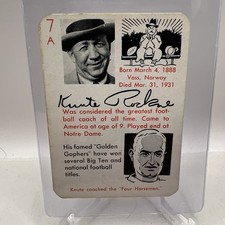 7
A
Born March 4, 1888
Voss, Norway
Died Mar. 31, 1931
Knute Rockne
Was considered the greatest foot-
ball coach of all time. Came to
America at age of 9. Played end at
Notre Dame.
His famed "Golden
Gophers" have won
several Big Ten and
national football
titles.
Knute coached the "Four Horsemen."